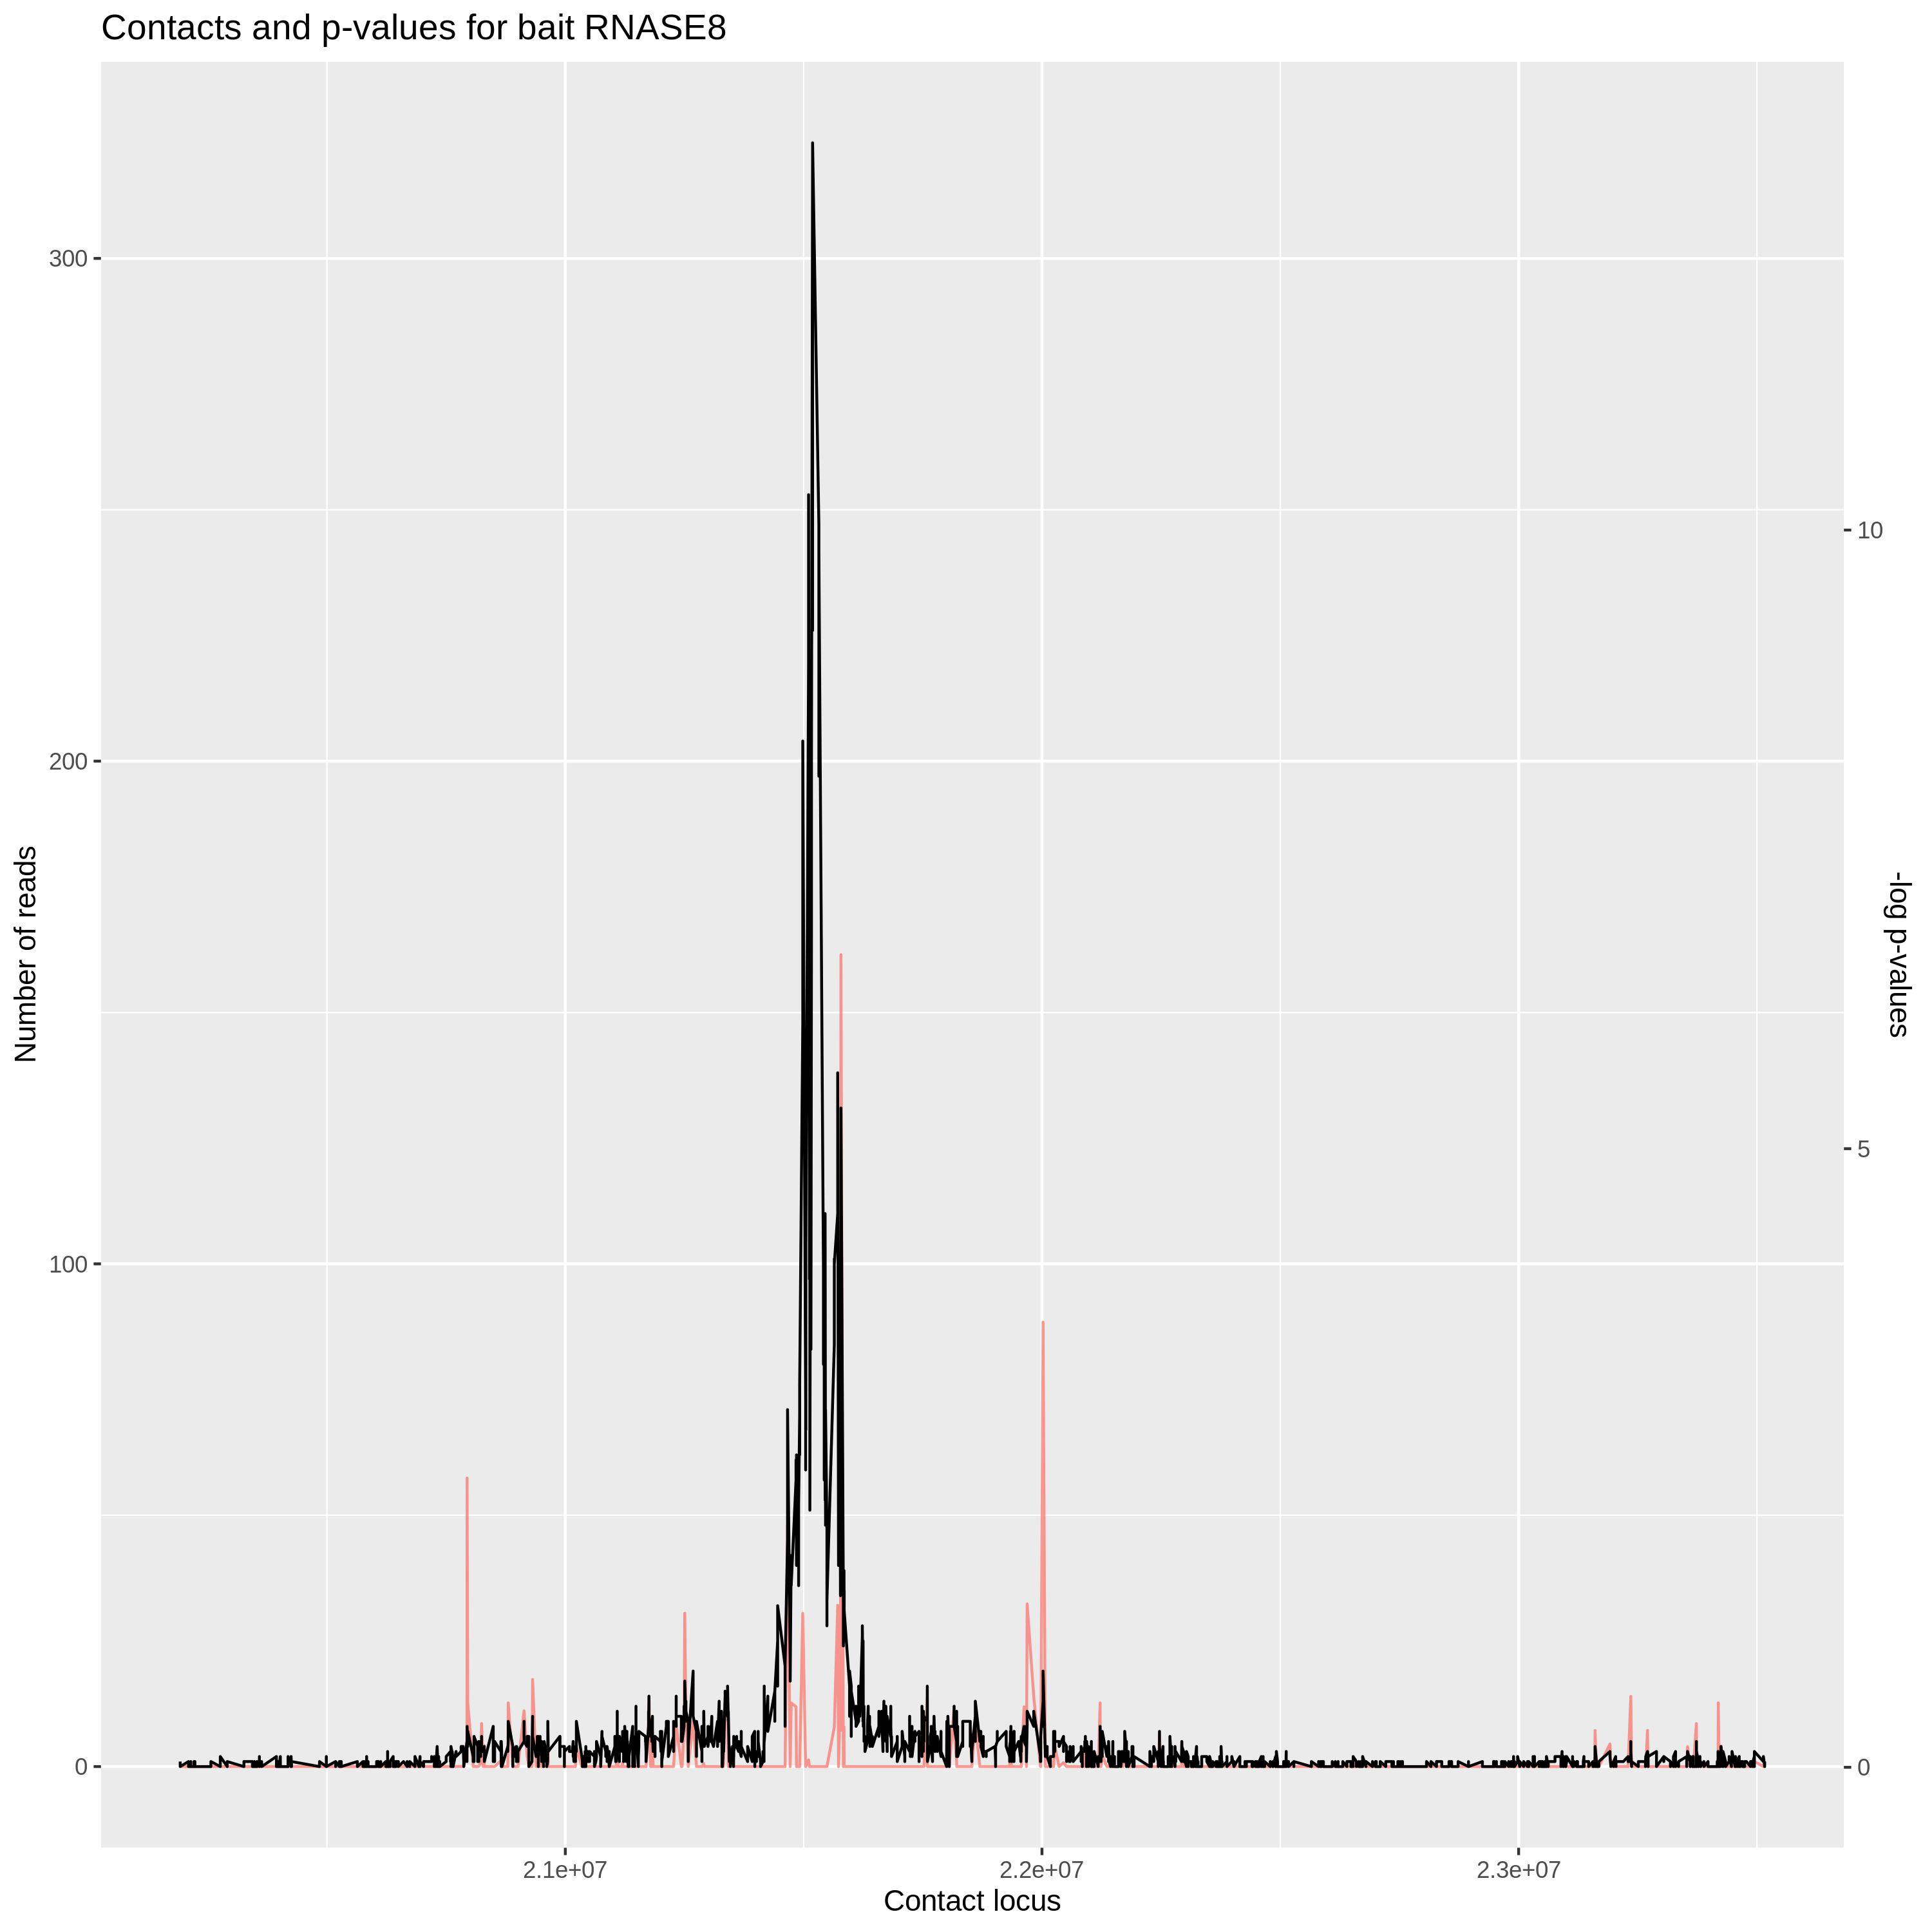 Contacts and p-values for bait RNASE8
300
200
100
0
10
5
0
Number of reads
-log p-values
2.1e+07 2.2e+07 2.3e+07
Contact locus